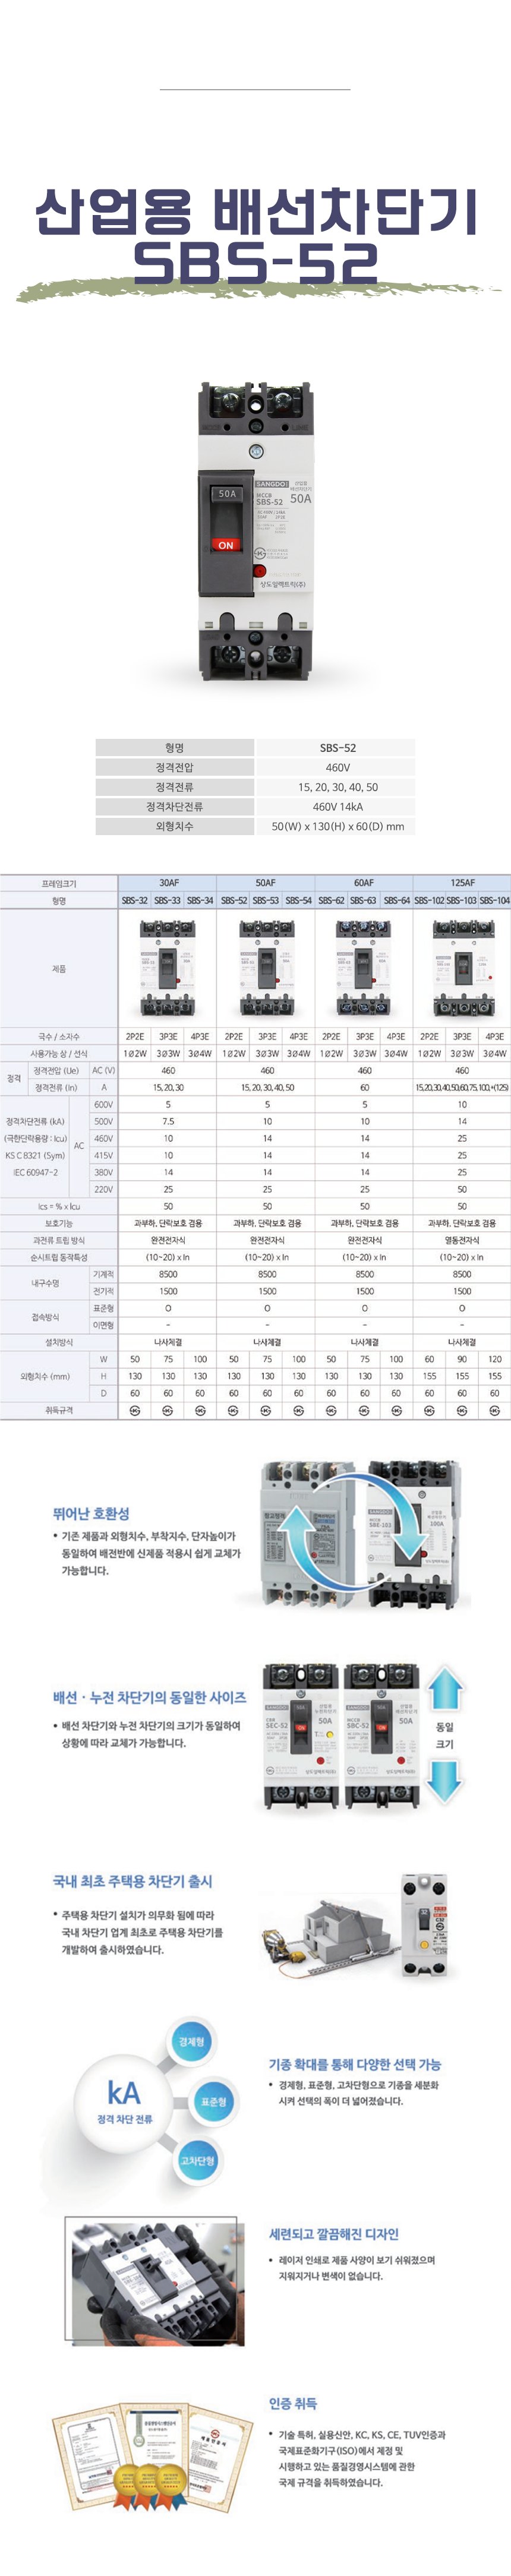 산업용 배선차단기
SBS-52
SANGDO!
산업용
배선차단기
50A
MCCB
SBS-52
50A
ON
상도일렉트릭(주)
형명 SBS-52
정격전압 460V
정격전류 15, 20, 30, 40, 50
정격차단전류 460V 14kA
외형치수 50(W) x 130(H) x 60(D) mm
프레임크기 30AF 50AF 60AF 125AF
형명 SBS-32 SBS-33 SBS-34 SBS-52 SBS-53 SBS-54 SBS-62 SBS-63 SBS-64 SBS-102 SBS-103 SBS-104
제품
극수 / 소자수 2P2E 3P3E 4P3E 2P2E 3P3E 4P3E 2P2E 3P3E 4P3E 2P2E 3P3E 4P3E
사용가능 상 / 선식 1ø2W 3ø3W 3ø4W 1ø2W 3ø3W 3ø4W 1ø2W 3ø3W 3ø4W 1ø2W 3ø3W 3ø4W
정격 정격전압 (Ue) AC (V) 460 460 460 460
정격전류 (In) A 15, 20, 30 15, 20, 30, 40, 50 60 15,20,30,40,50,60,75,100,*(125)
정격차단전류 (kA)
(극한단락용량 : Icu)
KS C 8321 (Sym)
IEC 60947-2
AC
600V 5 5 5 10
500V 7.5 10 10 14
460V 10 14 14 25
415V 10 14 14 25
380V 14 14 14 25
220V 25 25 25 50
Ics = % x Icu 50 50 50 50
보호기능 과부하, 단락보호 겸용 과부하, 단락보호 겸용 과부하, 단락보호 겸용 과부하, 단락보호 겸용
과전류 트립 방식 완전전자식 완전전자식 완전전자식 열동전자식
순시트립 동작특성 (10~20) x In (10~20) x In (10~20) x In (10~20) x In
내구수명 기계적 8500 8500 8500 8500
전기적 1500 1500 1500 1500
접속방식 표준형 O O O O
이면형 - - - -
설치방식 나사체결 나사체결 나사체결 나사체결
외형치수 (mm) W 50 75 100 50 75 100 50 75 100 60 90 120
H 130 130 130 130 130 130 130 130 130 155 155 155
D 60 60 60 60 60 60 60 60 60 60 60 60
취득규격
뛰어난 호환성
• 기존 제품과 외형치수, 부착지수, 단자높이가
동일하여 배전반에 신제품 적용시 쉽게 교체가
가능합니다.
SANGDO!
100A
배선 · 누전 차단기의 동일한 사이즈
• 배선 차단기와 누전 차단기의 크기가 동일하여
상황에 따라 교체가 가능합니다.
SEC-52
50A
SBC-52
50A
동일
크기
국내 최초 주택용 차단기 출시
• 주택용 차단기 설치가 의무화 됨에 따라
국내 차단기 업계 최초로 주택용 차단기를
개발하여 출시하였습니다.
32
C32
경제형
kA
정격 차단 전류
표준형
고차단형
기종 확대를 통해 다양한 선택 가능
• 경제형, 표준형, 고차단형으로 기종을 세분화
시켜 선택의 폭이 더 넓어졌습니다.
세련되고 깔끔해진 디자인
• 레이저 인쇄로 제품 사양이 보기 쉬워졌으며
지워지거나 변색이 없습니다.
인증 취득
• 기술 특허, 실용신안, KC, KS, CE, TUV인증과
국제표준화기구(ISO)에서 제정 및
시행하고 있는 품질경영시스템에 관한
국제 규격을 취득하였습니다.